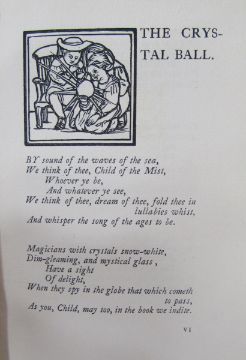 THE CRYS-
TAL BALL.
BY sound of the waves of the sea,
We think of thee, Child of the Mist,
Whoever ye be,
And whatever ye see,
We think of thee, dream of thee, fold thee in
lullabies whist,
And whisper the song of the ages to be.
Magicians with crystals snow-white,
Dim-gleaming, and mystical glass,
Have a sight
Of delight,
When they spy in the globe that which cometh
to pass,
As you, Child, may too, in the book we indite.
VI